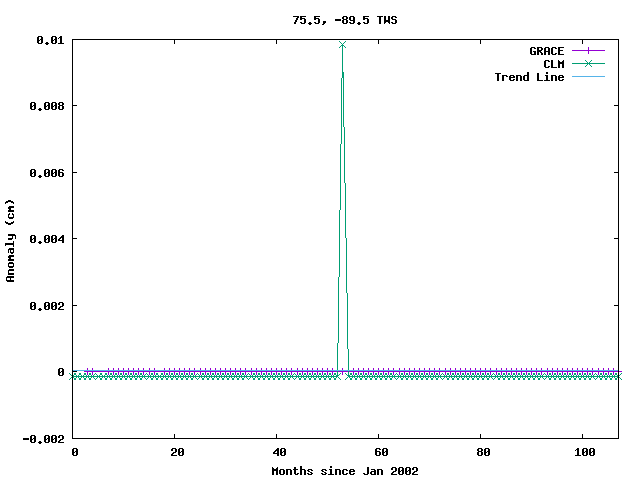 75.5, -89.5 TWS
0.01
0.008
0.006
0.004
0.002
0
-0.002
Anomaly (cm)
GRACE
CLM
Trend Line
0 20 40 60 80 100
Months since Jan 2002